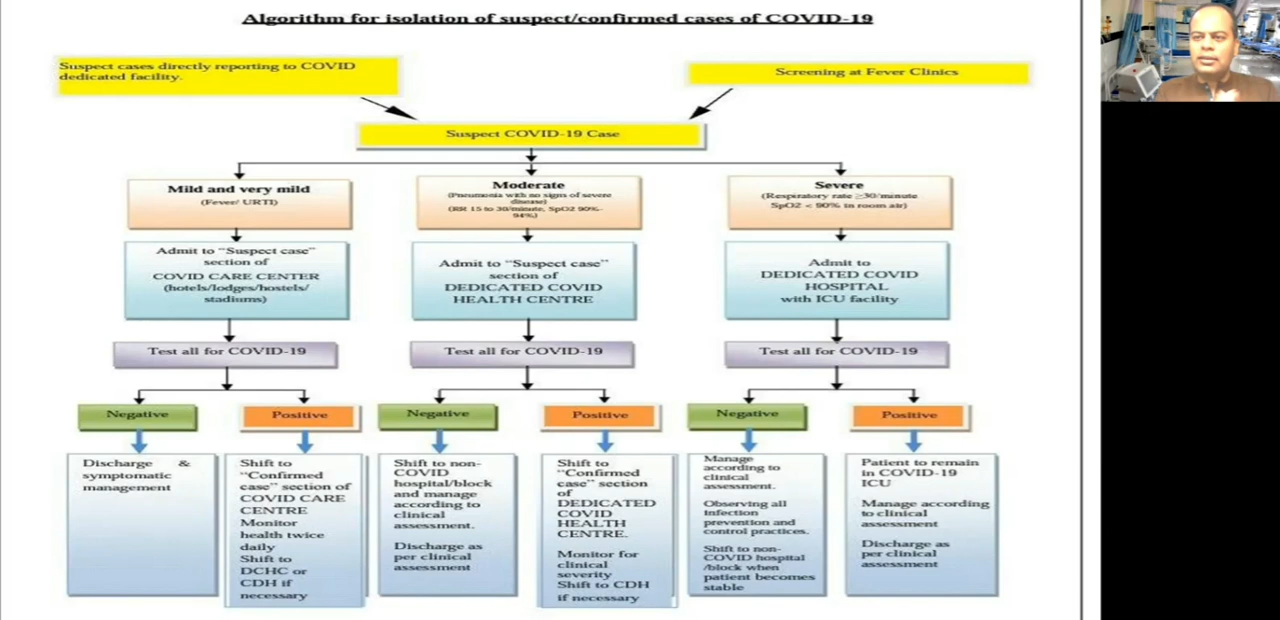 Algorithm for isolation of suspect/confirmed cases of COVID-19
Suspect cases directly reporting to COVID
dedicated facility.
Screening at Fever Clinics
Suspect COVID-19 Case
Mild and very mild
(Fever/ URTI)
Moderate
(Pneumonia with no signs of severe
disease)
(RR 15 to 30/minute, SpO2 90%-
94%)
Severe
(Respiratory rate ≥30/minute
SpO2 < 90% in room air)
Admit to "Suspect case"
section of
COVID CARE CENTER
(hotels/lodges/hostels/
stadiums)
Admit to "Suspect case"
section of
DEDICATED COVID
HEALTH CENTRE
Admit to
DEDICATED COVID
HOSPITAL
with ICU facility
Test all for COVID-19
Test all for COVID-19
Test all for COVID-19
Negative
Positive
Negative
Positive
Negative
Positive
Discharge &
symptomatic
management
Shift to
"Confirmed
case" section of
COVID CARE
CENTRE
Monitor
health twice
daily
Shift to
DCHC or
CDH if
necessary
Shift to non-
COVID
hospital/block
and manage
according to
clinical
assessment.
Discharge as
per clinical
assessment
Shift to
"Confirmed
case" section
of
DEDICATED
COVID
HEALTH
CENTRE.
Monitor for
clinical
severity
Shift to CDH
if necessary
Manage
according to
clinical
assessment.
Observing all
infection
prevention and
control practices.
Shift to non-
COVID hospital
/block when
patient becomes
stable
Patient to remain
in COVID-19
ICU
Manage according
to clinical
assessment
Discharge as
per clinical
assessment